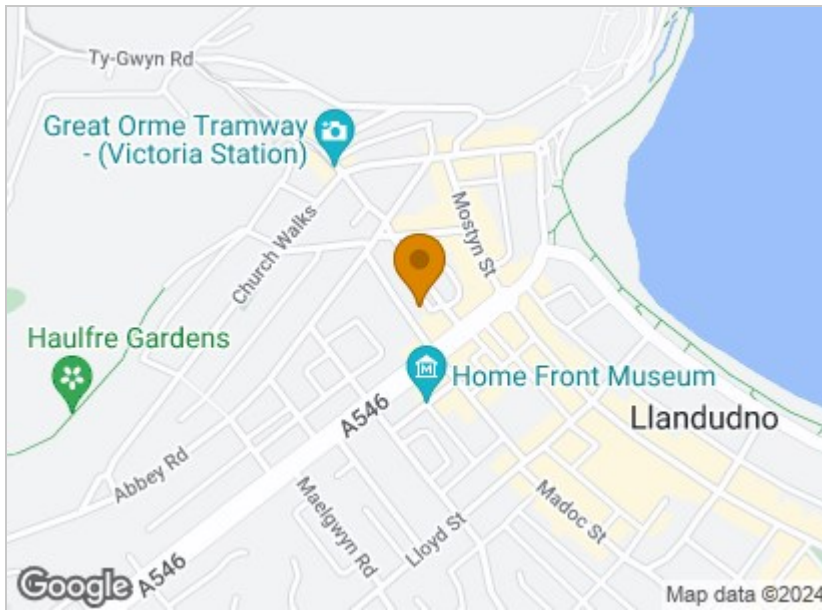 Ty-Gwyn Rd
Great Orme Tramway
- (Victoria Station)
Mostyn St
Church Walks
Haulfre Gardens
Home Front Museum
A546
Llandudno
Abbey Rd
Maelgwyn Rd
Lloyd St
Madoc St
A546
Google
Map data ©2024